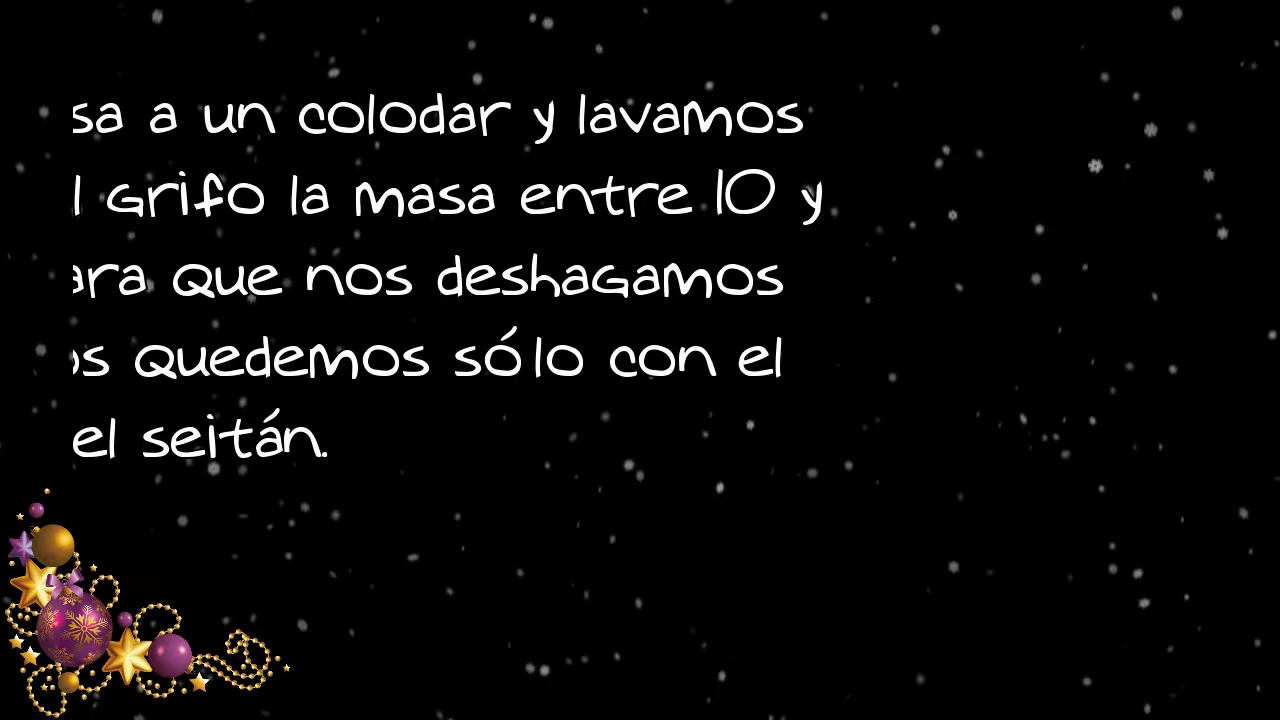 sa a un colodar y lavamos
l grifo la masa entre 10 y
ara que nos deshagamos
os quedemos sólo con el
el seitán.